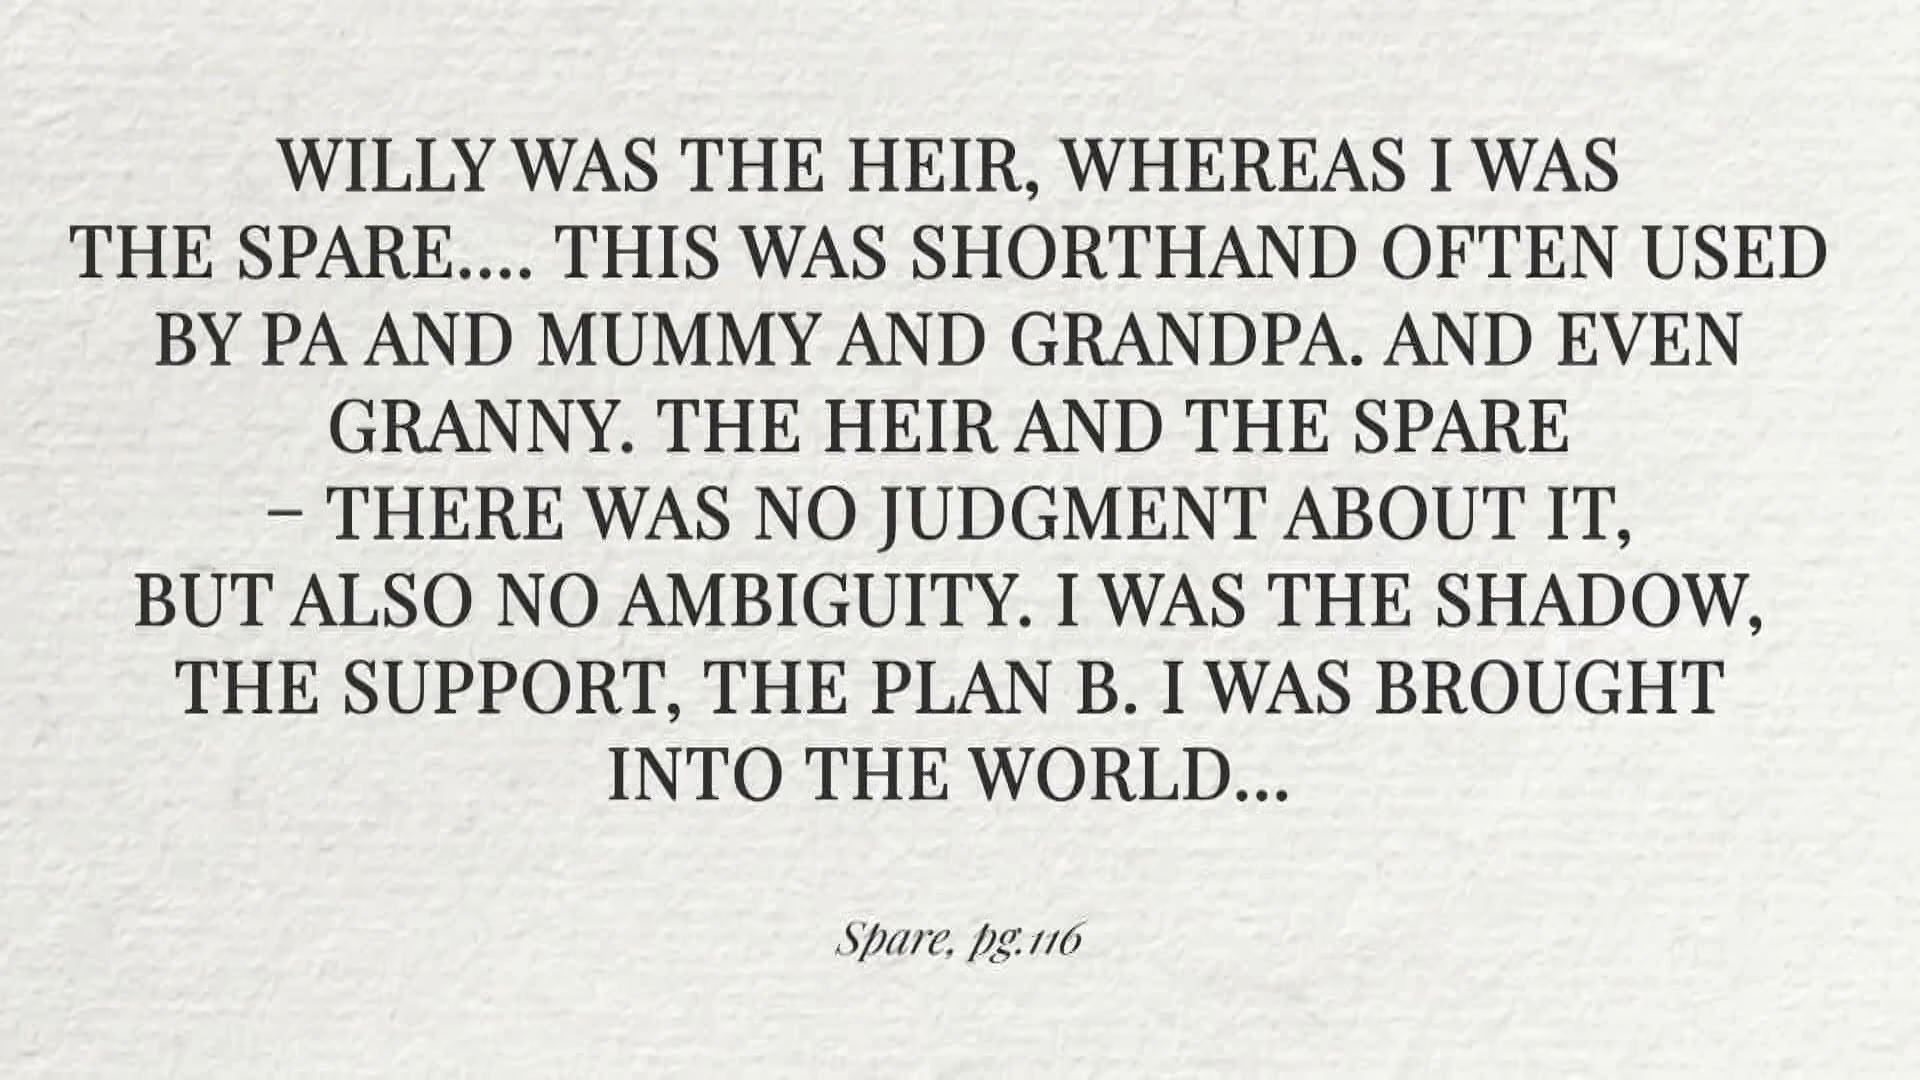 WILLY WAS THE HEIR, WHEREAS I WAS
THE SPARE.... THIS WAS SHORTHAND OFTEN USED
BY PA AND MUMMY AND GRANDPA. AND EVEN
GRANNY. THE HEIR AND THE SPARE
– THERE WAS NO JUDGMENT ABOUT IT,
BUT ALSO NO AMBIGUITY. I WAS THE SHADOW,
THE SUPPORT, THE PLAN B. I WAS BROUGHT
INTO THE WORLD...
Spare, pg.116